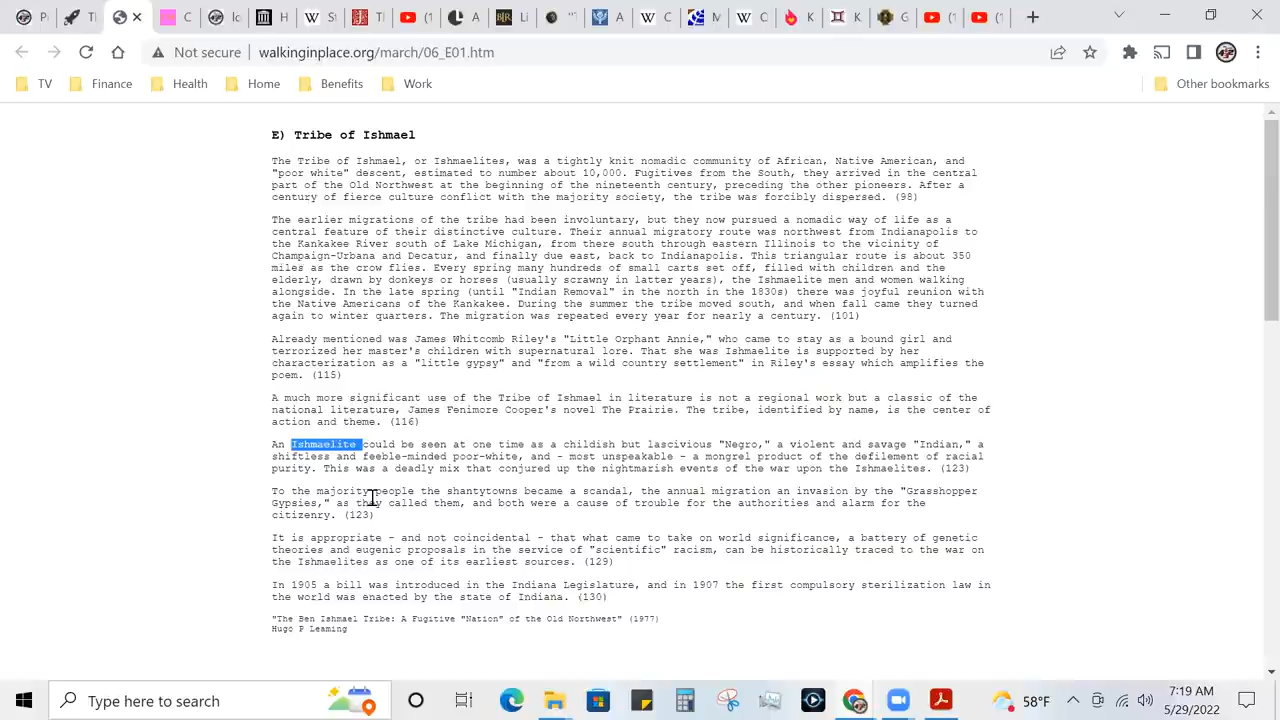 P
C
Ic
H
W S
T
(1
A
Li
"T
A
W C
M
W C
K
K
G
(1
(1
Not secure
walkinginplace.org/march/06_E01.htm
TV
Finance
Health
Home
Benefits
Work
Other bookmarks
E) Tribe of Ishmael
The Tribe of Ishmael, or Ishmaelites, was a tightly knit nomadic community of African, Native American, and
"poor white" descent, estimated to number about 10,000. Fugitives from the South, they arrived in the central
part of the Old Northwest at the beginning of the nineteenth century, preceding the other pioneers. After a
century of fierce culture conflict with the majority society, the tribe was forcibly dispersed. (98)
The earlier migrations of the tribe had been involuntary, but they now pursued a nomadic way of life as a
central feature of their distinctive culture. Their annual migratory route was northwest from Indianapolis to
the Kankakee River south of Lake Michigan, from there south through eastern Illinois to the vicinity of
Champaign-Urbana and Decatur, and finally due east, back to Indianapolis. This triangular route is about 350
miles as the crow flies. Every spring many hundreds of small carts set off, filled with children and the
elderly, drawn by donkeys or horses (usually scrawny in latter years), the Ishmaelite men and women walking
alongside. In the late spring (until "Indian Removal" in the north in the 1830s) there was joyful reunion with
the Native Americans of the Kankakee. During the summer the tribe moved south, and when fall came they turned
again to winter quarters. The migration was repeated every year for nearly a century. (101)
Already mentioned was James Whitcomb Riley's "Little Orphant Annie," who came to stay as a bound girl and
terrorized her master's children with supernatural lore. That she was Ishmaelite is supported by her
characterization as a "little gypsy" and "from a wild country settlement" in Riley's essay which amplifies the
poem. (115)
A much more significant use of the Tribe of Ishmael in literature is not a regional work but a classic of the
national literature, James Fenimore Cooper's novel The Prairie. The tribe, identified by name, is the center of
action and theme. (116)
An Ishmaelite could be seen at one time as a childish but lascivious "Negro," a violent and savage "Indian," a
shiftless and feeble-minded poor-white, and - most unspeakable - a mongrel product of the defilement of racial
purity. This was a deadly mix that conjured up the nightmarish events of the war upon the Ishmaelites. (123)
To the majority people the shantytowns became a scandal, the annual migration an invasion by the "Grasshopper
Gypsies," as they called them, and both were a cause of trouble for the authorities and alarm for the
citizenry. (123)
It is appropriate - and not coincidental - that what came to take on world significance, a battery of genetic
theories and eugenic proposals in the service of "scientific" racism, can be historically traced to the war on
the Ishmaelites as one of its earliest sources. (129)
In 1905 a bill was introduced in the Indiana Legislature, and in 1907 the first compulsory sterilization law in
the world was enacted by the state of Indiana. (130)
"The Ben Ishmael Tribe: A Fugitive "Nation" of the Old Northwest" (1977)
Hugo P Leaming
Type here to search
58°F
7:19 AM
5/29/2022